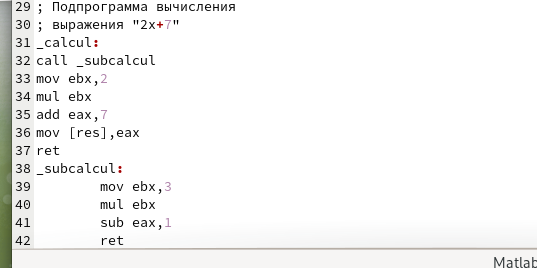 29 ; Подпрограмма вычисления
30 ; выражения "2x+7"
31 _calcul:
32 call _subcalcul
33 mov ebx,2
34 mul ebx
35 add eax,7
36 mov [res],eax
37 ret
38 _subcalcul:
39 mov ebx,3
40 mul ebx
41 sub eax,1
42 ret